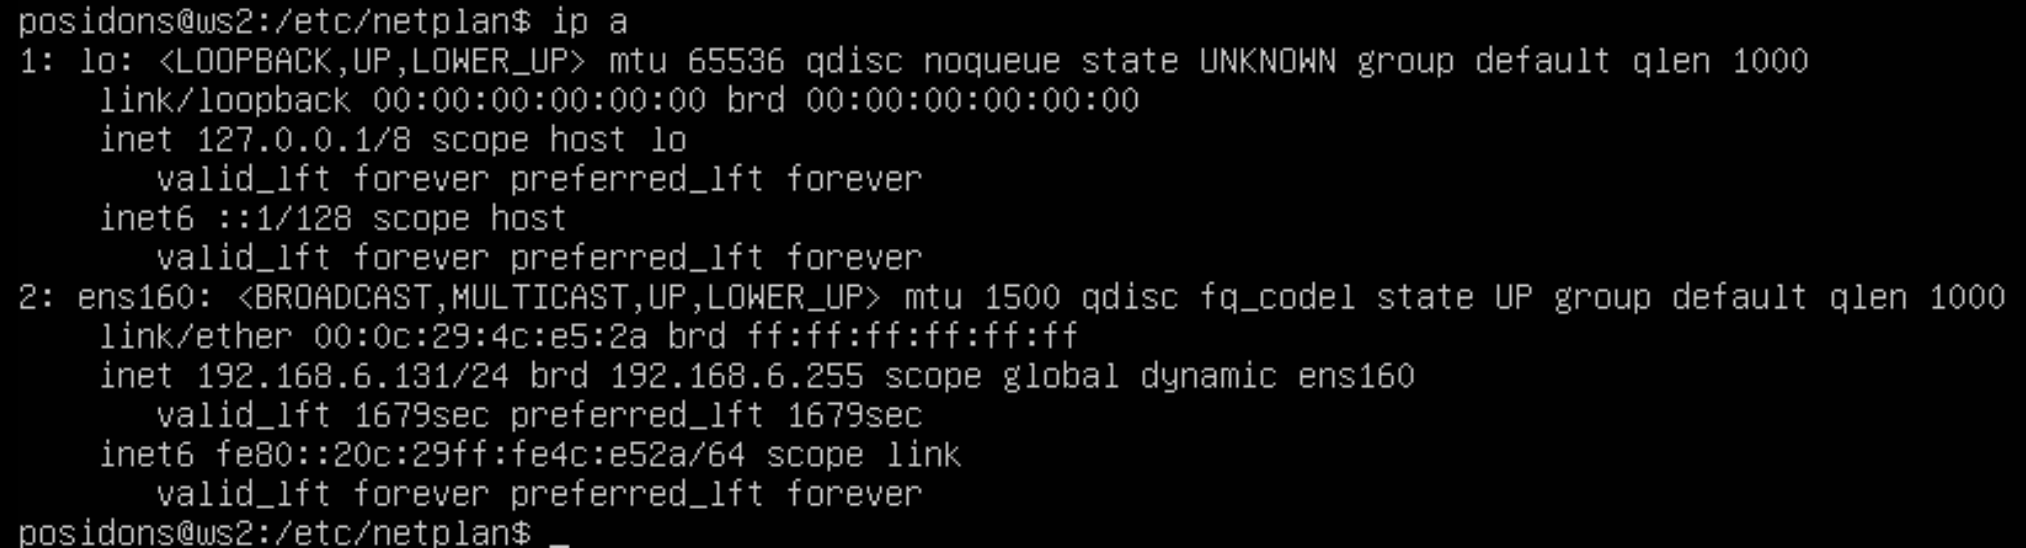 posidons@ws2:/etc/netplan$ ip a
1: lo: <LOOPBACK,UP,LOWER_UP> mtu 65536 qdisc noqueue state UNKNOWN group default qlen 1000
    link/loopback 00:00:00:00:00:00 brd 00:00:00:00:00:00
    inet 127.0.0.1/8 scope host lo
       valid_lft forever preferred_lft forever
    inet6 ::1/128 scope host
       valid_lft forever preferred_lft forever
2: ens160: <BROADCAST,MULTICAST,UP,LOWER_UP> mtu 1500 qdisc fq_codel state UP group default qlen 1000
    link/ether 00:0c:29:4c:e5:2a brd ff:ff:ff:ff:ff:ff
    inet 192.168.6.131/24 brd 192.168.6.255 scope global dynamic ens160
       valid_lft 1679sec preferred_lft 1679sec
    inet6 fe80::20c:29ff:fe4c:e52a/64 scope link
       valid_lft forever preferred_lft forever
posidons@ws2:/etc/netplan$ _